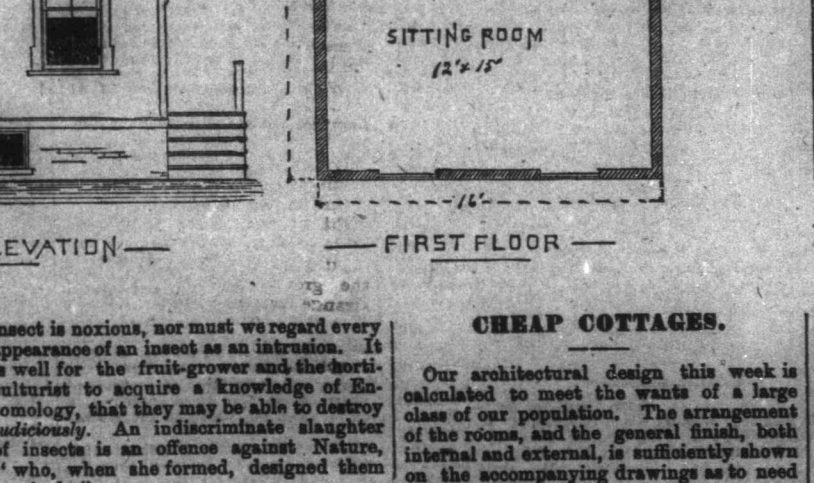 SITTING ROOM
12' x 15'
16'
EVATION
FIRST FLOOR
nsect is noxious, nor must we regard every
ppearance of an insect as an intrusion. It
s well for the fruit-grower and the horti-
ulturist to acquire a knowledge of En-
omology, that they may be able to destroy
udiciously. An indiscriminate slaughter
of insects is an offence against Nature,
" who, when she formed, designed them
CHEAP COTTAGES.
Our architectural design this week is
calculated to meet the wants of a large
class of our population. The arrangement
of the rooms, and the general finish, both
internal and external, is sufficiently shown
on the accompanying drawings as to need